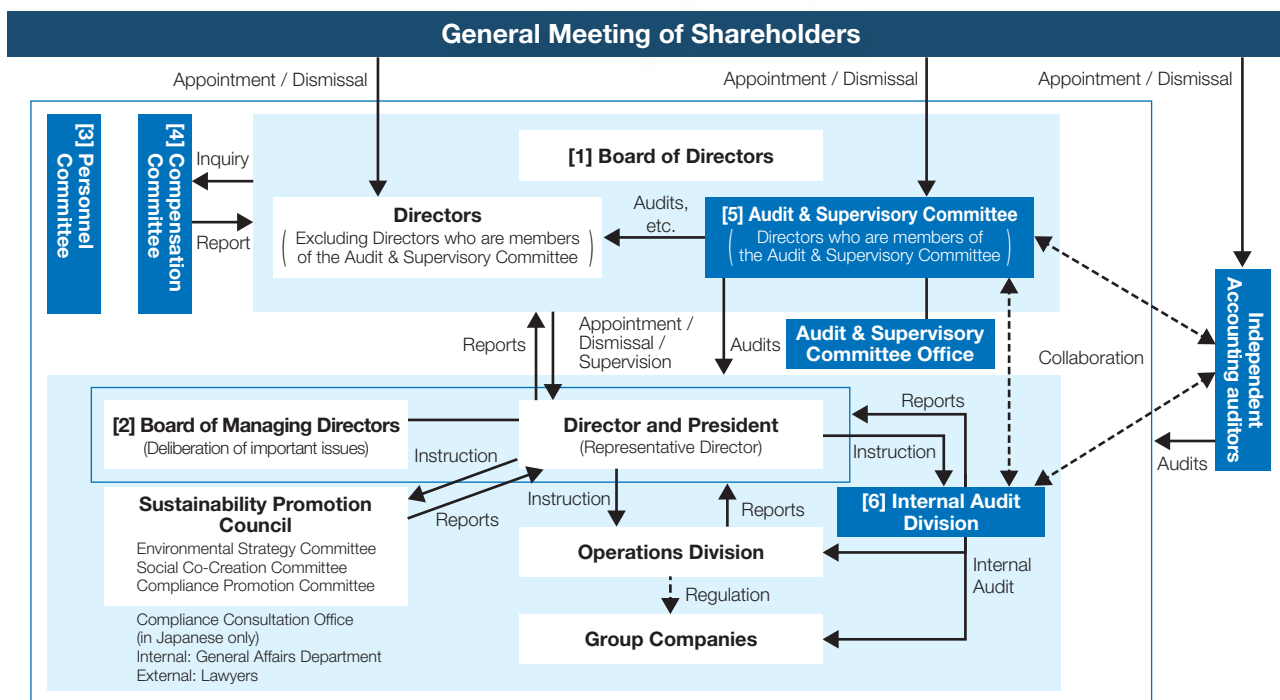 General Meeting of Shareholders
Appointment / Dismissal
Appointment / Dismissal
Appointment / Dismissal
[3] Personnel
Committee
[4] Compensation
Committee
Inquiry
Report
[1] Board of Directors
Directors
(Excluding Directors who are members
of the Audit & Supervisory Committee)
Audits,
etc.
[5] Audit & Supervisory Committee
(Directors who are members of
the Audit & Supervisory Committee)
Independent
Accounting auditors
Reports
Appointment /
Dismissal /
Supervision
Audits
Audit & Supervisory
Committee Office
Collaboration
[2] Board of Managing Directors
(Deliberation of important issues)
Director and President
(Representative Director)
Reports
Instruction
Instruction
Audits
Sustainability Promotion
Council
Environmental Strategy Committee
Social Co-Creation Committee
Compliance Promotion Committee
Reports
Instruction
Reports
[6] Internal Audit
Division
Operations Division
Internal
Audit
Regulation
Group Companies
Compliance Consultation Office
(in Japanese only)
Internal: General Affairs Department
External: Lawyers